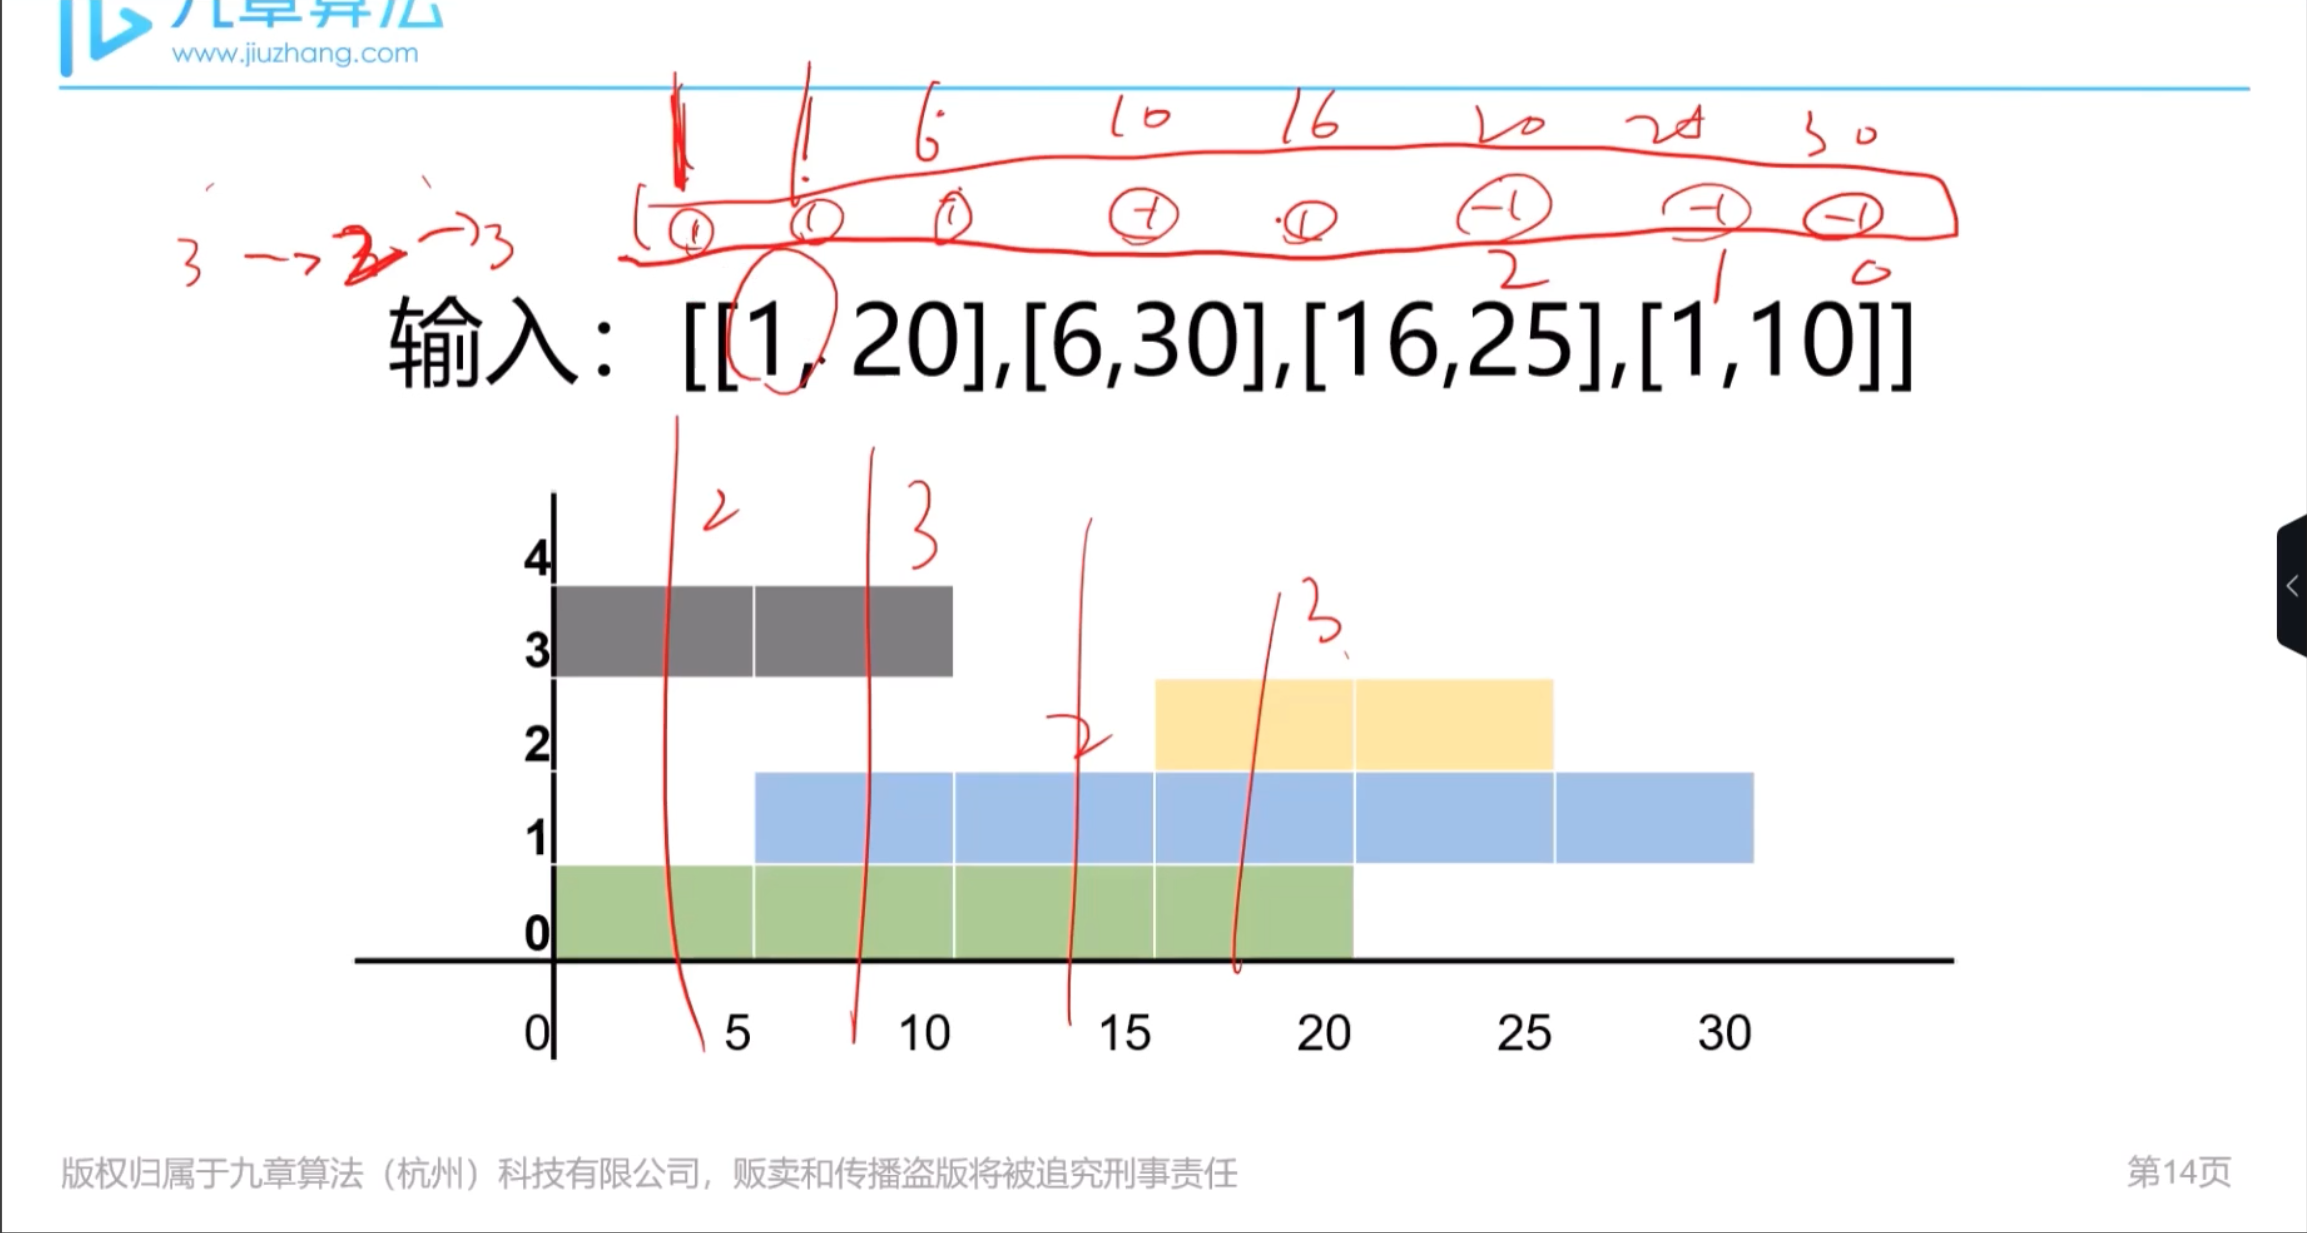 九章算法
www.jiuzhang.com
1 1 6 10 16 20 30
1 1 1 -1 1 -1 -1 -1
3 -> 2 -> 3
2 1 0
输入：[[1, 20],[6,30],[16,25],[1,10]]
2 3
4
3
3
2
2
1
0
0 5 10 15 20 25 30
版权归属于九章算法（杭州）科技有限公司，贩卖和传播盗版将被追究刑事责任
第14页